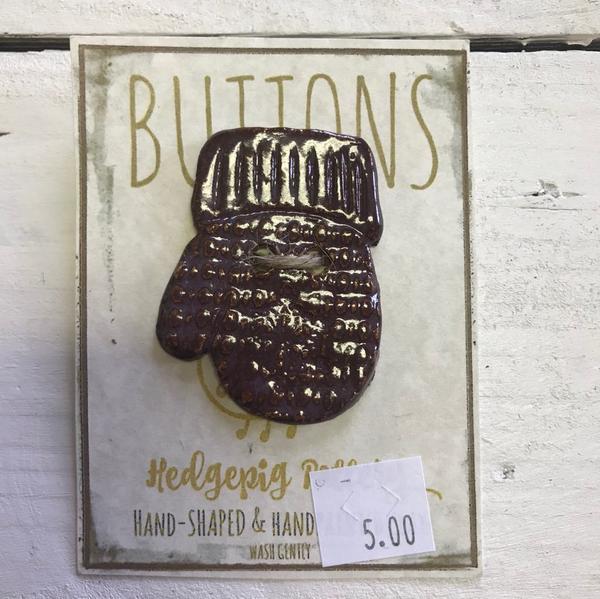 BUTTONS
Hedgepig
HAND-SHAPED & HAND
WASH GENTLY
5.00